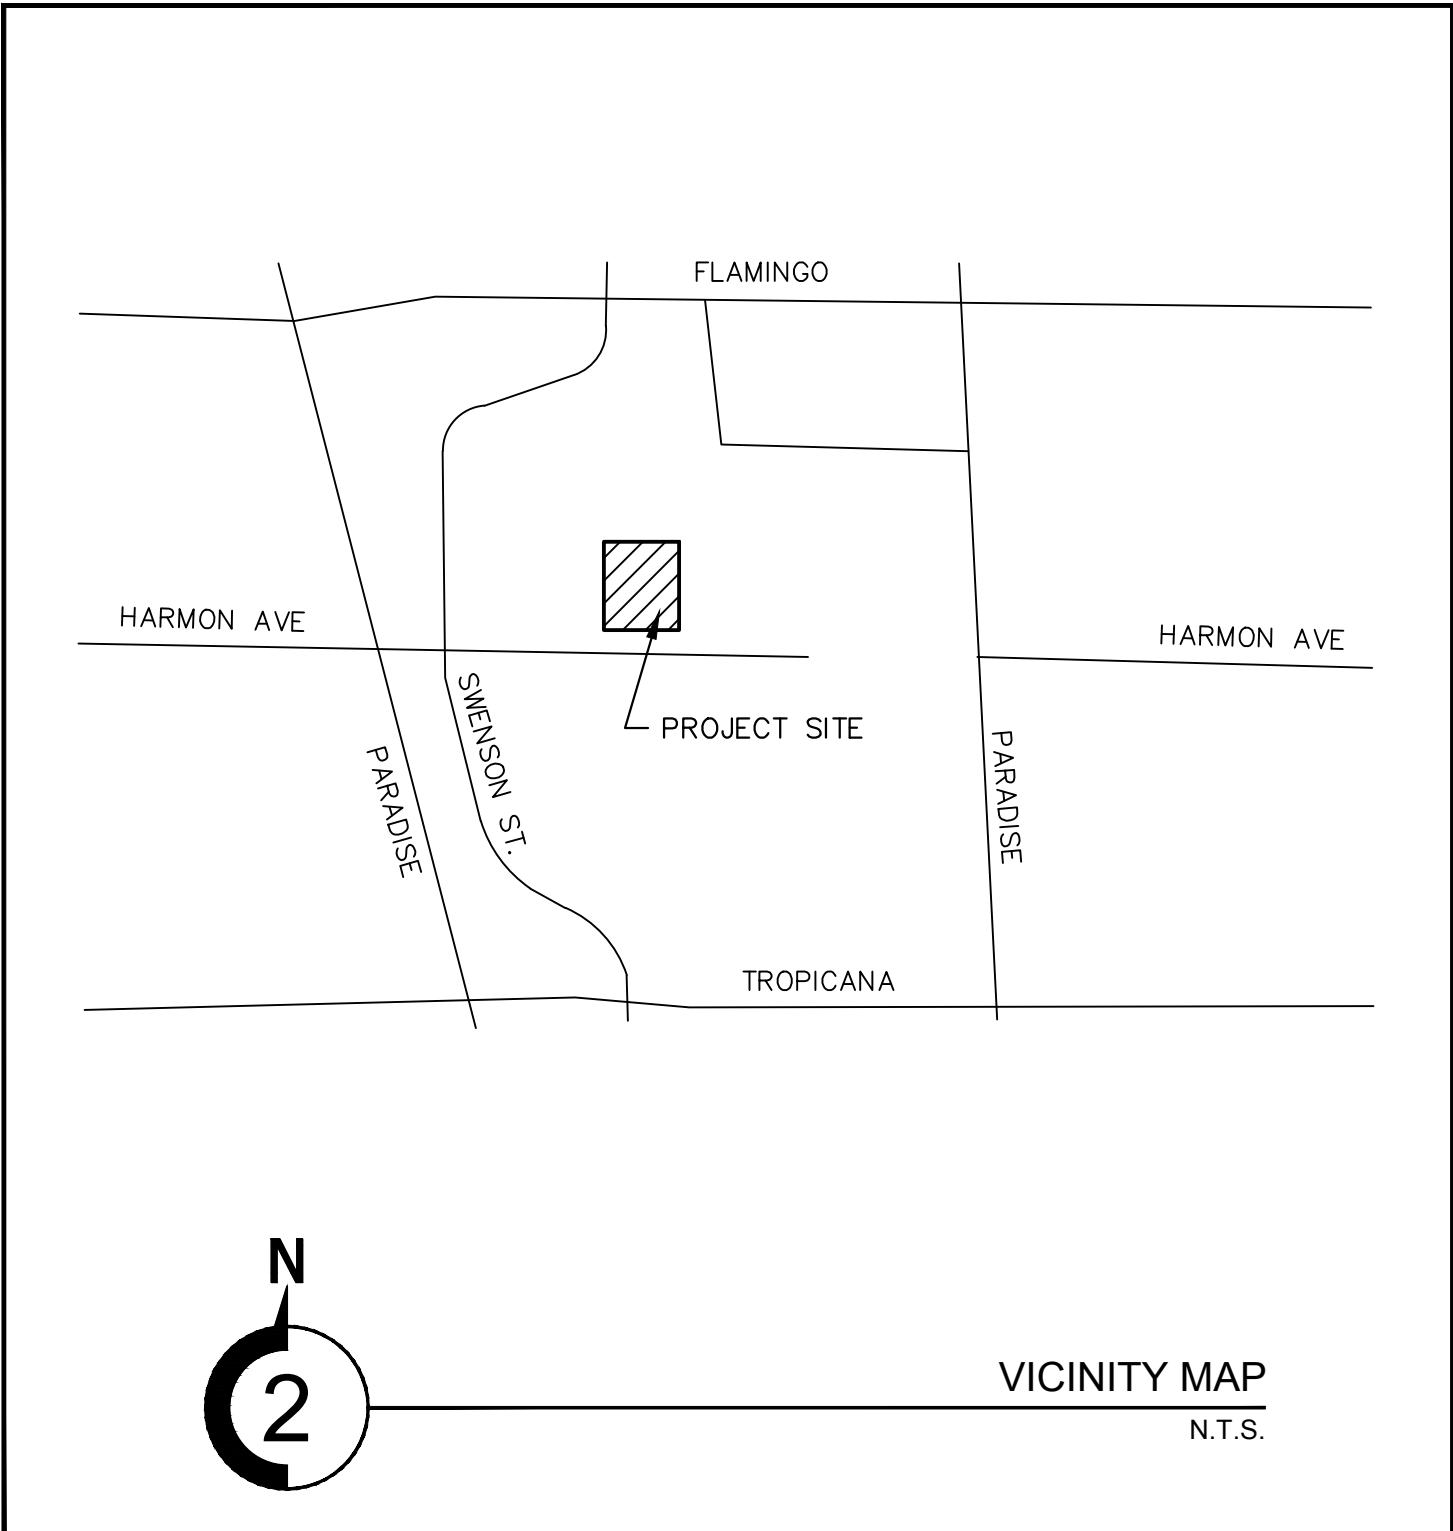 FLAMINGO
HARMON AVE
HARMON AVE
SWENSON ST.
PROJECT SITE
PARADISE
PARADISE
TROPICANA
N
2
VICINITY MAP
N.T.S.